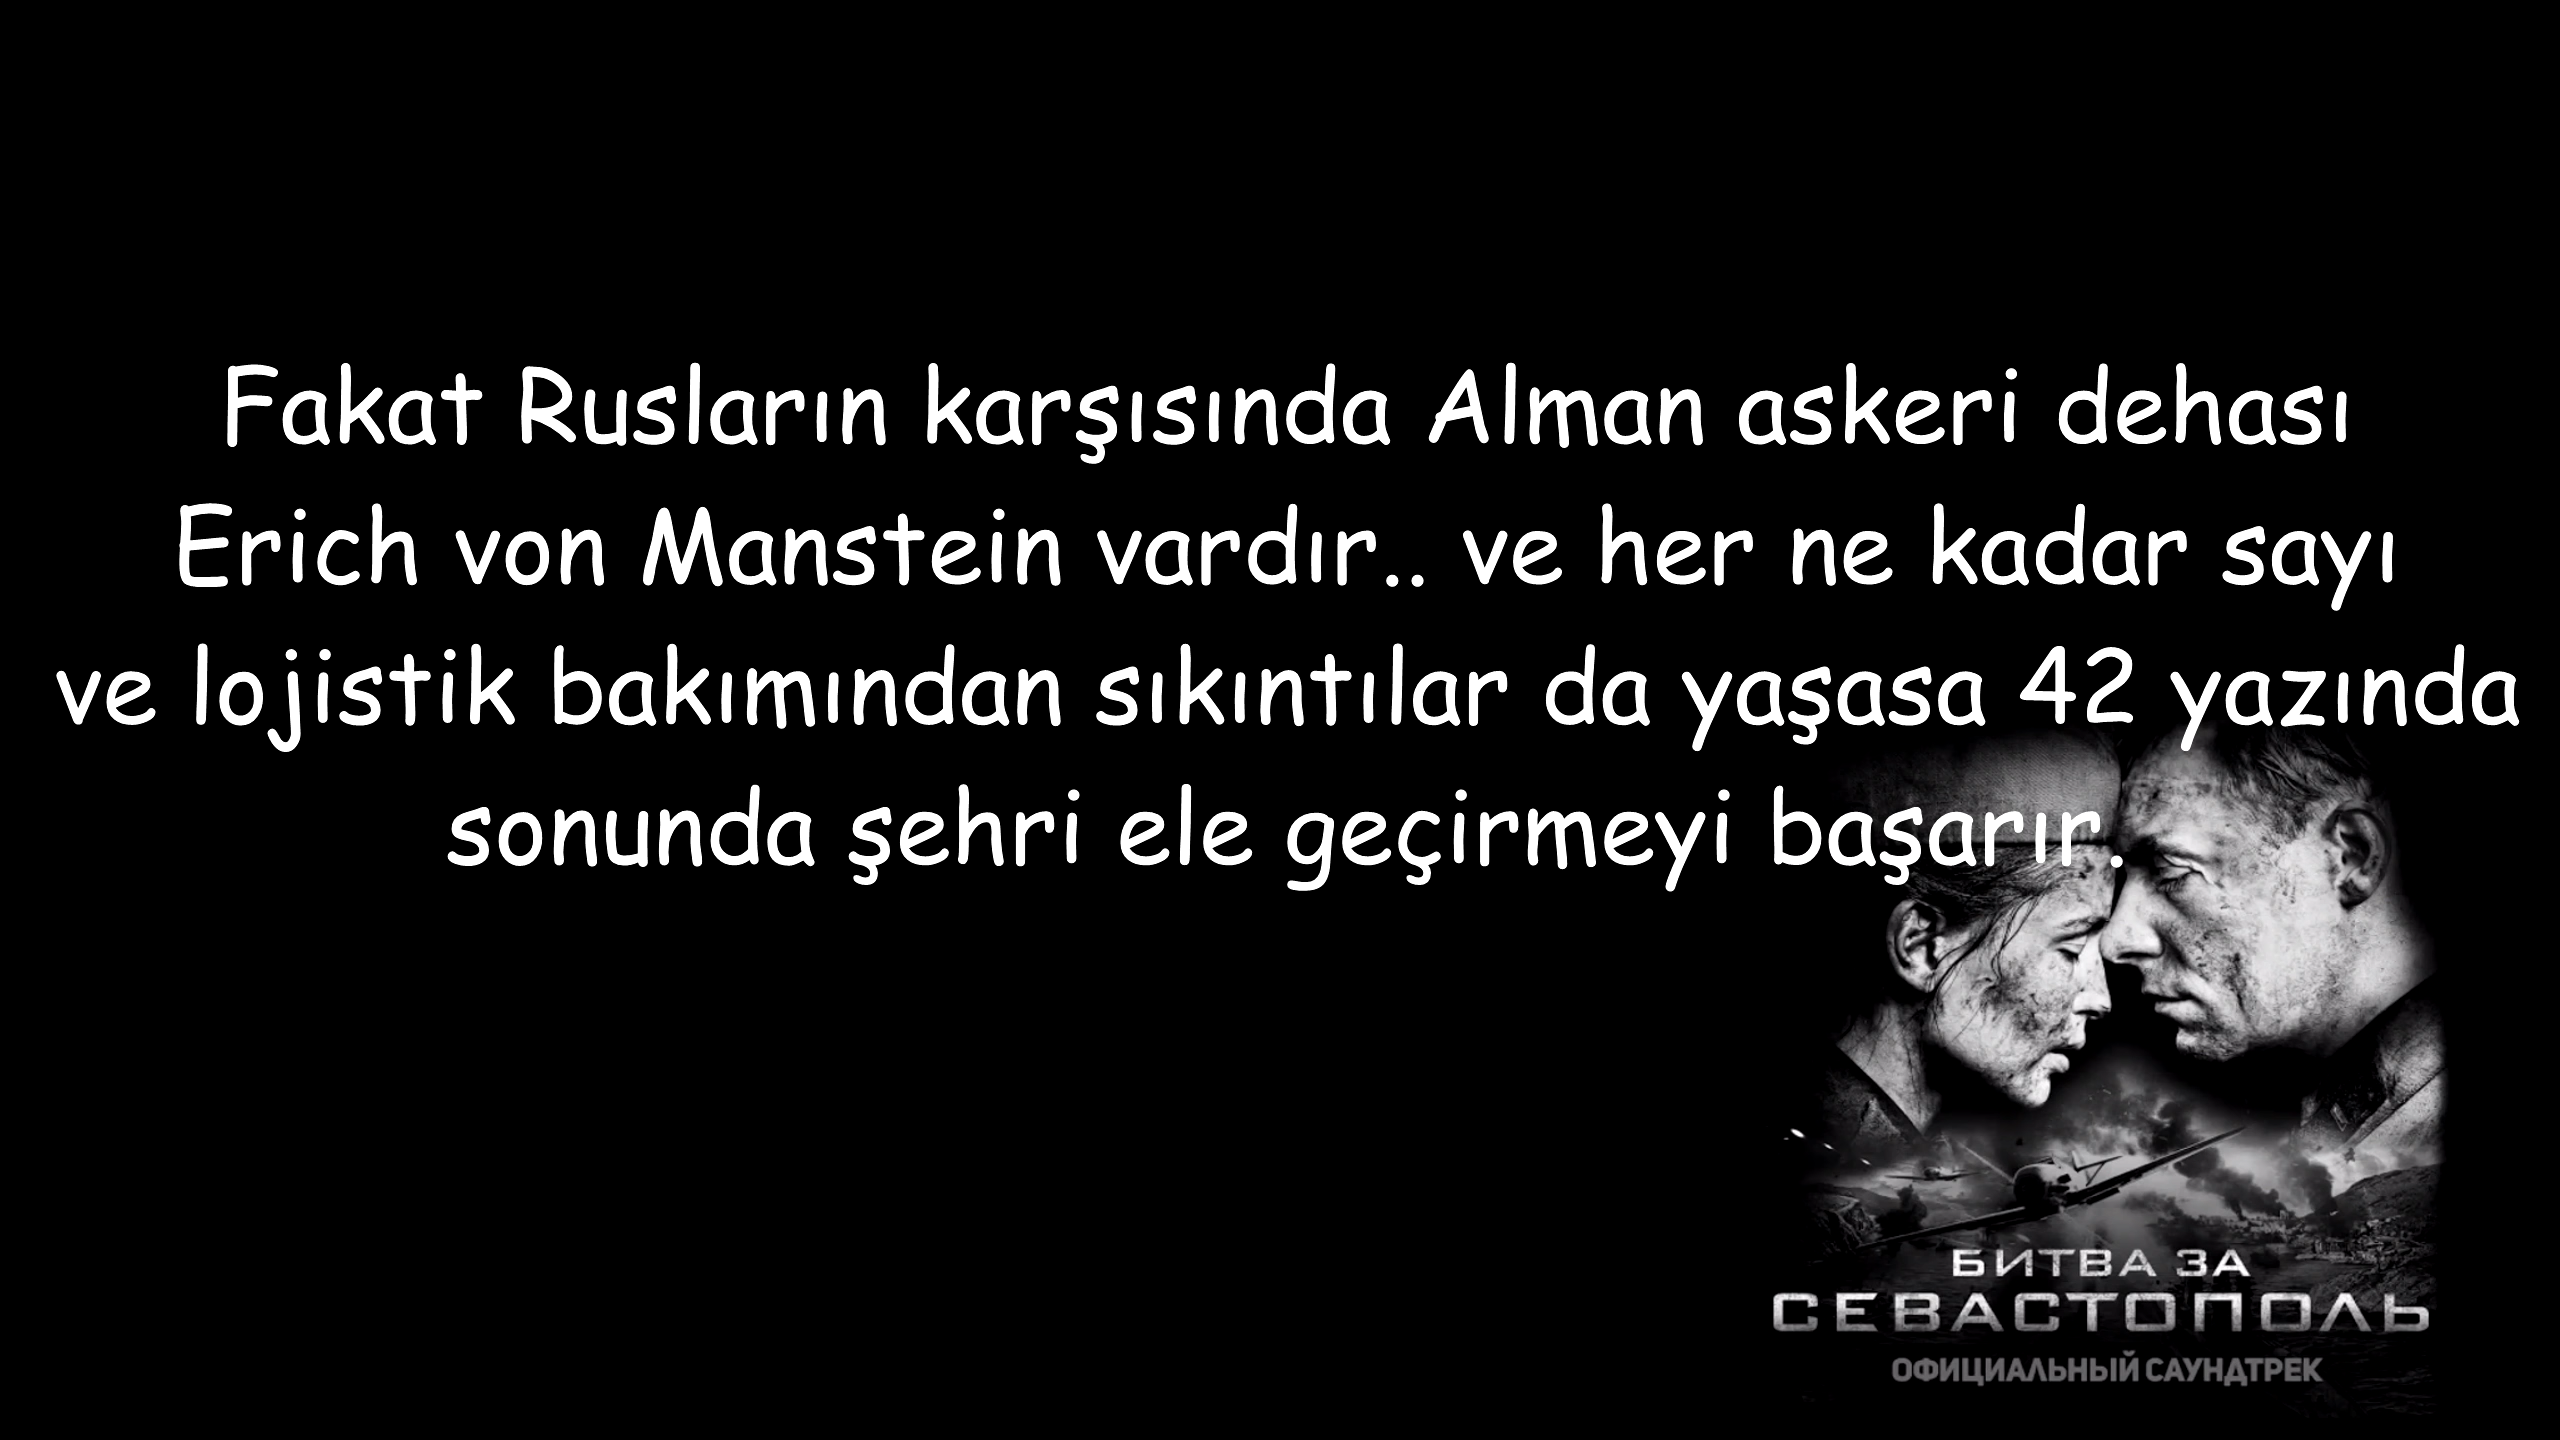 Fakat Rusların karşısında Alman askeri dehası
Erich von Manstein vardır.. ve her ne kadar sayı
ve lojistik bakımından sıkıntılar da yaşasa 42 yazında
sonunda şehri ele geçirmeyi başarır.
БИТВА ЗА
СЕВАСТОПОЛЬ
ОФИЦИАЛЬНЫЙ САУНДТРЕК